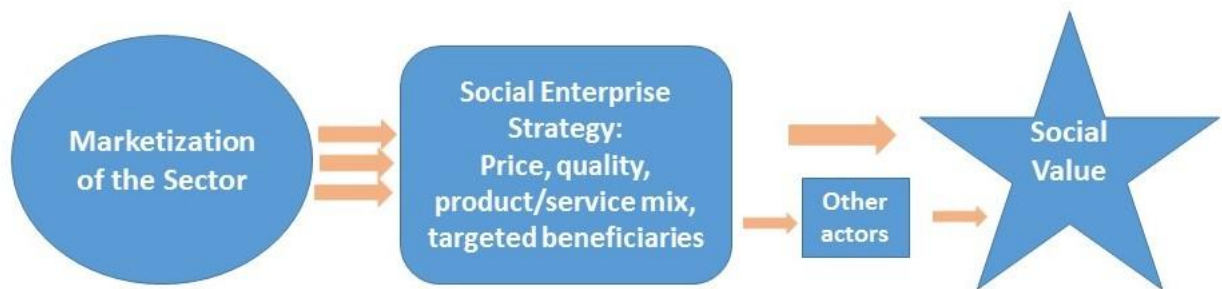 Marketization
of the Sector
Social Enterprise
Strategy:
Price, quality,
product/service mix,
targeted beneficiaries
Other
actors
Social
Value